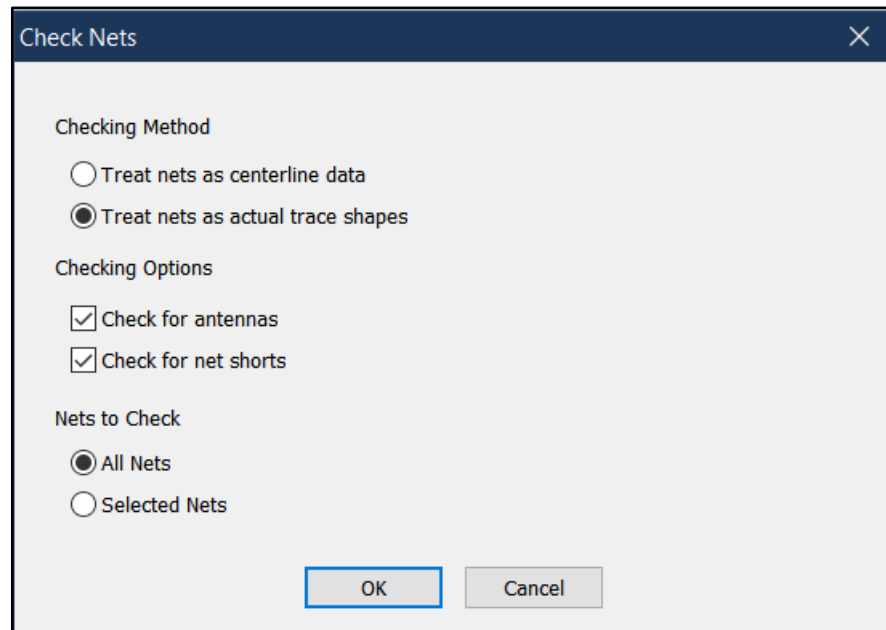 Check Nets
Checking Method
Treat nets as centerline data
Treat nets as actual trace shapes
Checking Options
Check for antennas
Check for net shorts
Nets to Check
All Nets
Selected Nets
OK Cancel